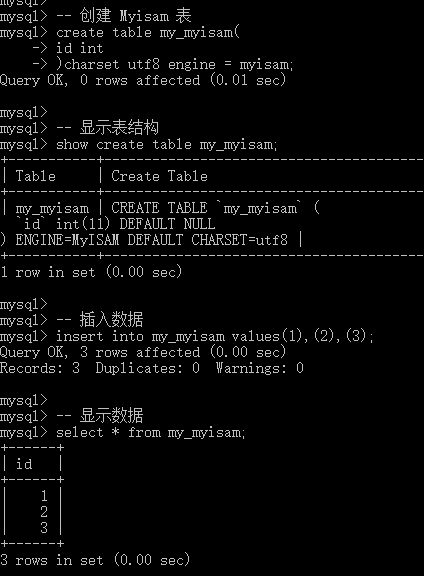 mysql>
mysql> -- 创建 Myisam 表
mysql> create table my_myisam(
    -> id int
    -> )charset utf8 engine = myisam;
Query OK, 0 rows affected (0.01 sec)
mysql>
mysql> -- 显示表结构
mysql> show create table my_myisam;
+-----------+------------------------------------
| Table     | Create Table
+-----------+------------------------------------
| my_myisam | CREATE TABLE `my_myisam` (
  `id` int(11) DEFAULT NULL
) ENGINE=MyISAM DEFAULT CHARSET=utf8 |
+-----------+------------------------------------
1 row in set (0.00 sec)
mysql>
mysql> -- 插入数据
mysql> insert into my_myisam values(1),(2),(3);
Query OK, 3 rows affected (0.00 sec)
Records: 3  Duplicates: 0  Warnings: 0
mysql>
mysql> -- 显示数据
mysql> select * from my_myisam;
+------+
| id   |
+------+
|    1 |
|    2 |
|    3 |
+------+
3 rows in set (0.00 sec)